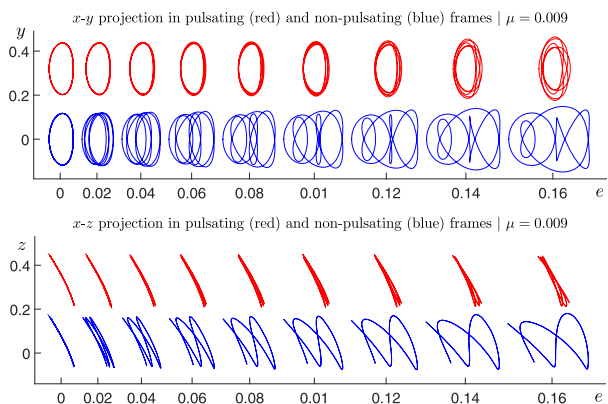 x-y projection in pulsating (red) and non-pulsating (blue) frames | μ = 0.009
y
0.4
0.2
0
0 0.02 0.04 0.06 0.08 0.01 0.12 0.14 0.16 e
x-z projection in pulsating (red) and non-pulsating (blue) frames | μ = 0.009
z
0.4
0.2
0
0 0.02 0.04 0.06 0.08 0.01 0.12 0.14 0.16 e